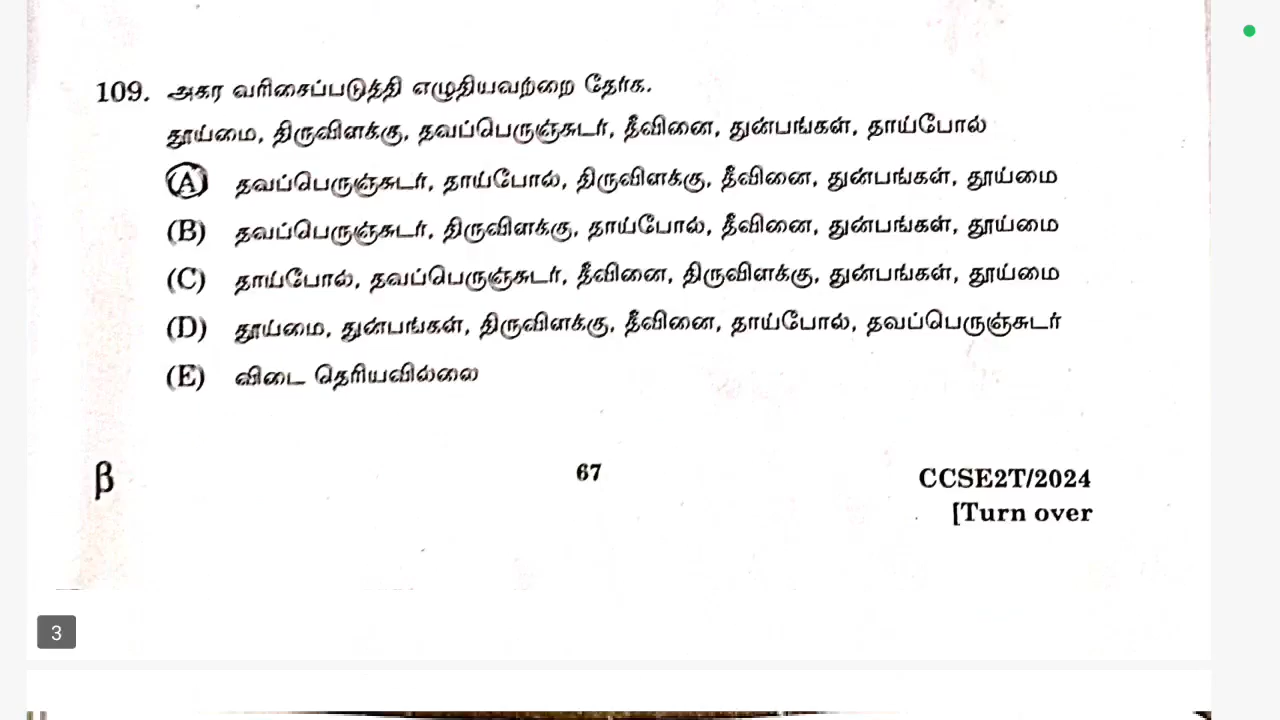 109. அகர வரிசைப்படுத்தி எழுதியவற்றை தேர்க.
தூய்மை, திருவிளக்கு, தவப்பெருஞ்சுடர், தீவினை, துன்பங்கள், தாய்போல்
(A) தவப்பெருஞ்சுடர், தாய்போல், திருவிளக்கு, தீவினை, துன்பங்கள், தூய்மை
(B) தவப்பெருஞ்சுடர், திருவிளக்கு, தாய்போல், தீவினை, துன்பங்கள், தூய்மை
(C) தாய்போல், தவப்பெருஞ்சுடர், தீவினை, திருவிளக்கு, துன்பங்கள், தூய்மை
(D) தூய்மை, துன்பங்கள், திருவிளக்கு, தீவினை, தாய்போல், தவப்பெருஞ்சுடர்
(E) விடை தெரியவில்லை
β 67 CCSE2T/2024
[Turn over
3